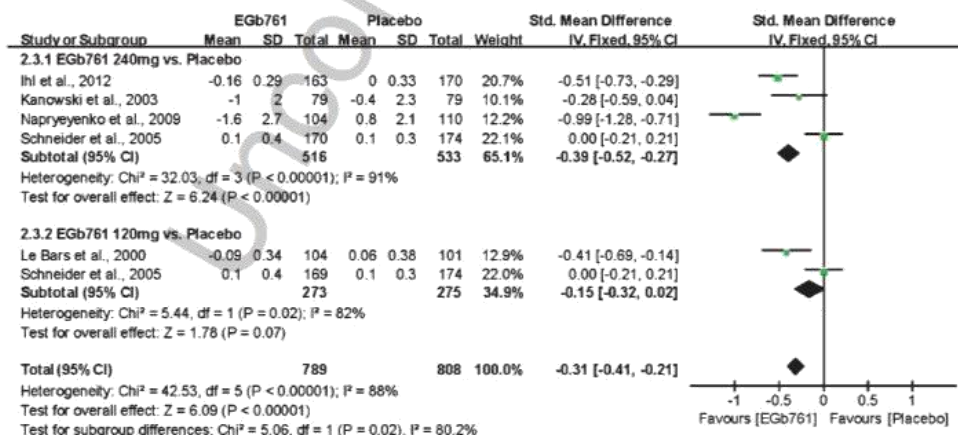 EGb761 Placebo Std. Mean Difference Std. Mean Difference
Study or Subgroup Mean SD Total Mean SD Total Weight IV, Fixed, 95% CI IV, Fixed, 95% CI
2.3.1 EGb761 240mg vs. Placebo
Ihl et al., 2012 -0.16 0.29 163 0 0.33 170 20.7% -0.51 [-0.73, -0.29]
Kanowski et al., 2003 -1 2 79 -0.4 2.3 79 10.1% -0.28 [-0.59, 0.04]
Napryeyenko et al., 2009 -1.6 2.7 104 0.8 2.1 110 12.2% -0.99 [-1.28, -0.71]
Schneider et al., 2005 0.1 0.4 170 0.1 0.3 174 22.1% 0.00 [-0.21, 0.21]
Subtotal (95% CI) 516 533 65.1% -0.39 [-0.52, -0.27]
Heterogeneity: Chi² = 32.03, df = 3 (P < 0.00001); I² = 91%
Test for overall effect: Z = 6.24 (P < 0.00001)
2.3.2 EGb761 120mg vs. Placebo
Le Bars et al., 2000 -0.09 0.34 104 0.06 0.38 101 12.9% -0.41 [-0.69, -0.14]
Schneider et al., 2005 0.1 0.4 169 0.1 0.3 174 22.0% 0.00 [-0.21, 0.21]
Subtotal (95% CI) 273 275 34.9% -0.15 [-0.32, 0.02]
Heterogeneity: Chi² = 5.44, df = 1 (P = 0.02); I² = 82%
Test for overall effect: Z = 1.78 (P = 0.07)
Total (95% CI) 789 808 100.0% -0.31 [-0.41, -0.21]
Heterogeneity: Chi² = 42.53, df = 5 (P < 0.00001); I² = 88%
Test for overall effect: Z = 6.09 (P < 0.00001)
Test for subgroup differences: Chi² = 5.06, df = 1 (P = 0.02), I² = 80.2%
-1 -0.5 0 0.5 1
Favours [EGb761] Favours [Placebo]